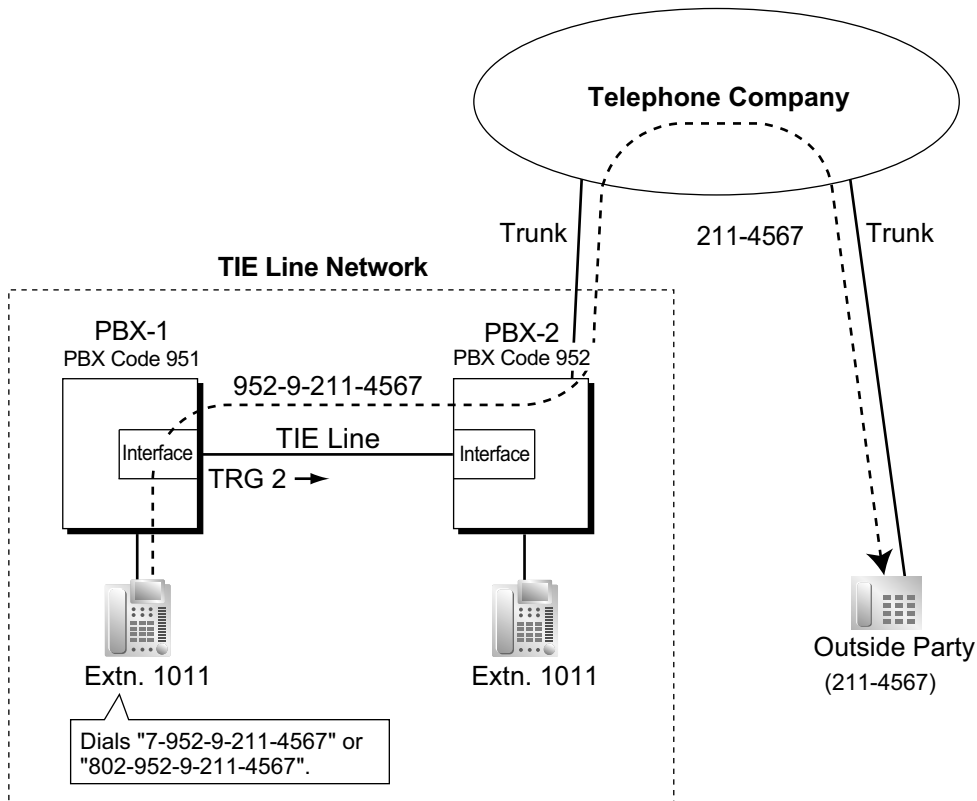 Telephone Company
Trunk
211-4567
Trunk
TIE Line Network
PBX-1
PBX Code 951
PBX-2
PBX Code 952
952-9-211-4567
Interface
TIE Line
Interface
TRG 2 →
Extn. 1011
Extn. 1011
Outside Party
(211-4567)
Dials "7-952-9-211-4567" or
"802-952-9-211-4567".